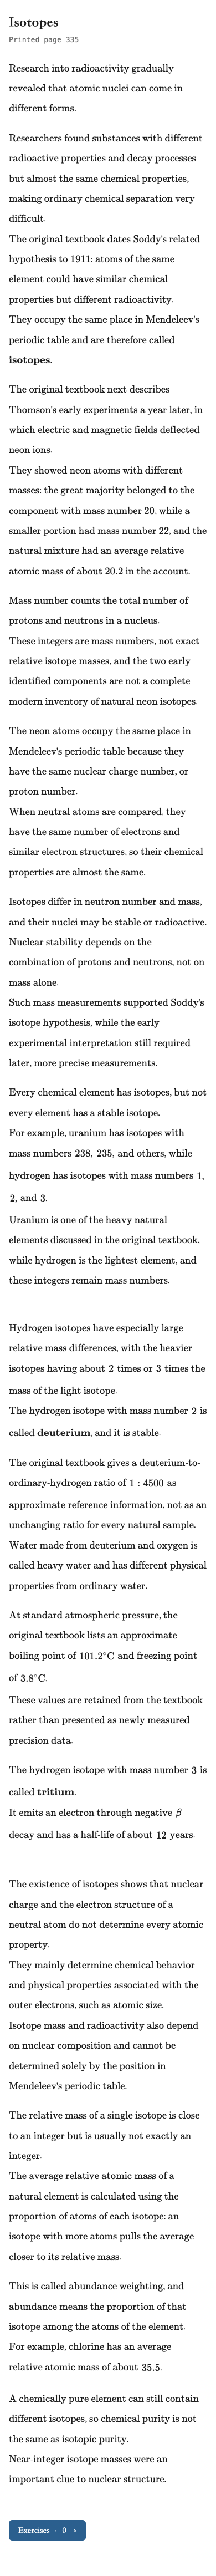 Isotopes
Printed page 335
Research into radioactivity gradually
revealed that atomic nuclei can come in
different forms.
Researchers found substances with different
radioactive properties and decay processes
but almost the same chemical properties,
making ordinary chemical separation very
difficult.
The original textbook dates Soddy's related
hypothesis to 1911: atoms of the same
element could have similar chemical
properties but different radioactivity.
They occupy the same place in Mendeleev's
periodic table and are therefore called
isotopes.
The original textbook next describes
Thomson's early experiments a year later, in
which electric and magnetic fields deflected
neon ions.
They showed neon atoms with different
masses: the great majority belonged to the
component with mass number 20, while a
smaller portion had mass number 22, and the
natural mixture had an average relative
atomic mass of about 20.2 in the account.
Mass number counts the total number of
protons and neutrons in a nucleus.
These integers are mass numbers, not exact
relative isotope masses, and the two early
identified components are not a complete
modern inventory of natural neon isotopes.
The neon atoms occupy the same place in
Mendeleev's periodic table because they
have the same nuclear charge number, or
proton number.
When neutral atoms are compared, they
have the same number of electrons and
similar electron structures, so their chemical
properties are almost the same.
Isotopes differ in neutron number and mass,
and their nuclei may be stable or radioactive.
Nuclear stability depends on the
combination of protons and neutrons, not on
mass alone.
Such mass measurements supported Soddy's
isotope hypothesis, while the early
experimental interpretation still required
later, more precise measurements.
Every chemical element has isotopes, but not
every element has a stable isotope.
For example, uranium has isotopes with
mass numbers 238, 235, and others, while
hydrogen has isotopes with mass numbers 1,
2, and 3.
Uranium is one of the heavy natural
elements discussed in the original textbook,
while hydrogen is the lightest element, and
these integers remain mass numbers.
Hydrogen isotopes have especially large
relative mass differences, with the heavier
isotopes having about 2 times or 3 times the
mass of the light isotope.
The hydrogen isotope with mass number 2 is
called deuterium, and it is stable.
The original textbook gives a deuterium-to-
ordinary-hydrogen ratio of 1 : 4500 as
approximate reference information, not as an
unchanging ratio for every natural sample.
Water made from deuterium and oxygen is
called heavy water and has different physical
properties from ordinary water.
At standard atmospheric pressure, the
original textbook lists an approximate
boiling point of 101.2°C and freezing point
of 3.8°C.
These values are retained from the textbook
rather than presented as newly measured
precision data.
The hydrogen isotope with mass number 3 is
called tritium.
It emits an electron through negative β
decay and has a half-life of about 12 years.
The existence of isotopes shows that nuclear
charge and the electron structure of a
neutral atom do not determine every atomic
property.
They mainly determine chemical behavior
and physical properties associated with the
outer electrons, such as atomic size.
Isotope mass and radioactivity also depend
on nuclear composition and cannot be
determined solely by the position in
Mendeleev's periodic table.
The relative mass of a single isotope is close
to an integer but is usually not exactly an
integer.
The average relative atomic mass of a
natural element is calculated using the
proportion of atoms of each isotope: an
isotope with more atoms pulls the average
closer to its relative mass.
This is called abundance weighting, and
abundance means the proportion of that
isotope among the atoms of the element.
For example, chlorine has an average
relative atomic mass of about 35.5.
A chemically pure element can still contain
different isotopes, so chemical purity is not
the same as isotopic purity.
Near-integer isotope masses were an
important clue to nuclear structure.
Exercises · 0 →